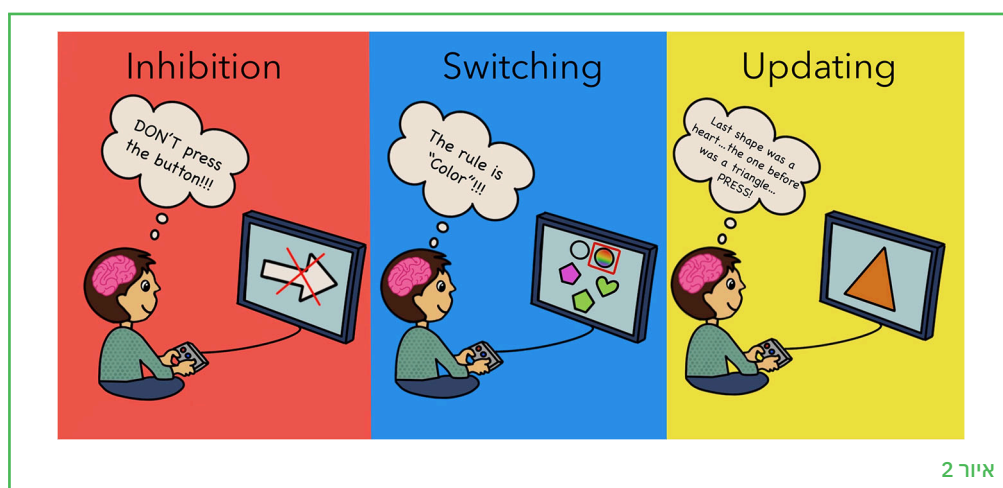 Inhibition
DON'T press
the button!!!
Switching
The rule is
"Color"!!!
Updating
Last shape was a
heart...the one before
was a triangle...
PRESS!
איור 2